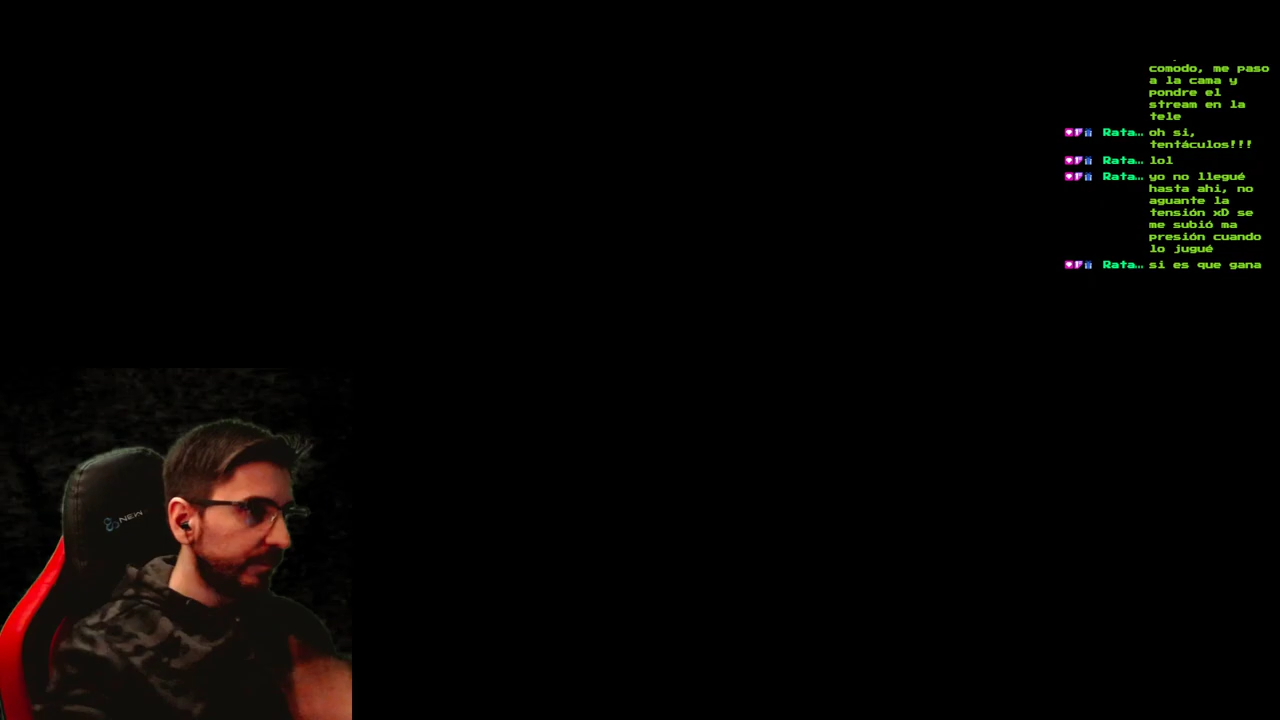 comodo, me paso
a la cama y
pondre el
stream en la
tele
Rata… oh si,
tentáculos!!!
Rata… lol
Rata… yo no llegué
hasta ahi, no
aguante la
tensión xD se
me subió ma
presión cuando
lo jugué
Rata… si es que gana
NEW